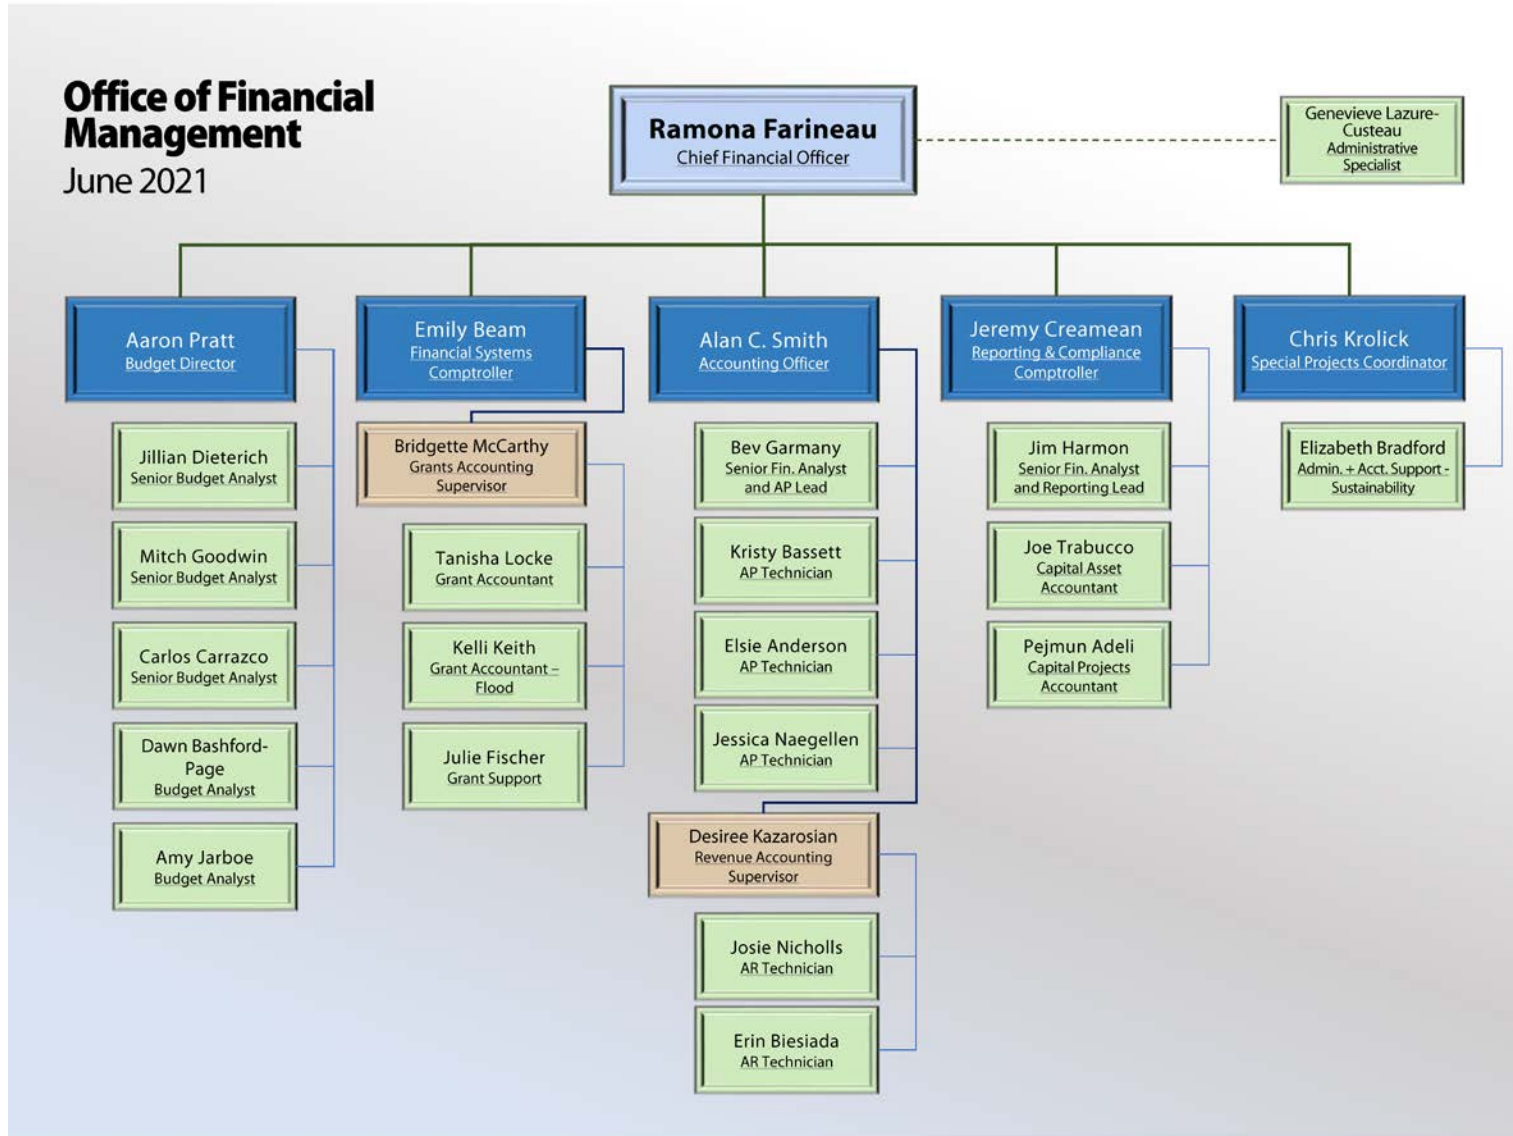 Office of Financial
Management
June 2021
Ramona Farineau
Chief Financial Officer
Genevieve Lazure-
Custeau
Administrative
Specialist
Aaron Pratt
Budget Director
Jillian Dieterich
Senior Budget Analyst
Mitch Goodwin
Senior Budget Analyst
Carlos Carrazco
Senior Budget Analyst
Dawn Bashford-
Page
Budget Analyst
Amy Jarboe
Budget Analyst
Emily Beam
Financial Systems
Comptroller
Bridgette McCarthy
Grants Accounting
Supervisor
Tanisha Locke
Grant Accountant
Kelli Keith
Grant Accountant –
Flood
Julie Fischer
Grant Support
Alan C. Smith
Accounting Officer
Bev Garmany
Senior Fin. Analyst
and AP Lead
Kristy Bassett
AP Technician
Elsie Anderson
AP Technician
Jessica Naegellen
AP Technician
Desiree Kazarosian
Revenue Accounting
Supervisor
Josie Nicholls
AR Technician
Erin Biesiada
AR Technician
Jeremy Creamean
Reporting & Compliance
Comptroller
Jim Harmon
Senior Fin. Analyst
and Reporting Lead
Joe Trabucco
Capital Asset
Accountant
Pejmun Adeli
Capital Projects
Accountant
Chris Krolick
Special Projects Coordinator
Elizabeth Bradford
Admin. + Acct. Support -
Sustainability